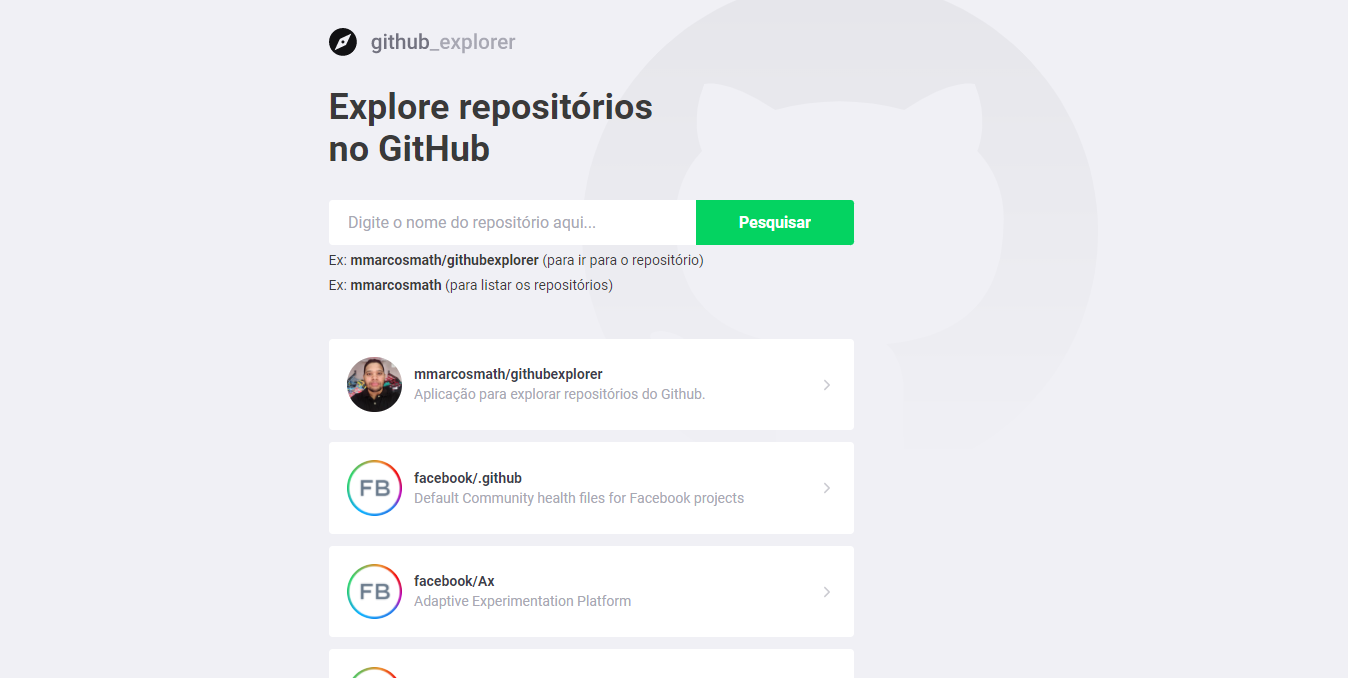 github_explorer
Explore repositórios
no GitHub
Digite o nome do repositório aqui...
Pesquisar
Ex: mmarcosmath/githubexplorer (para ir para o repositório)
Ex: mmarcosmath (para listar os repositórios)
mmarcosmath/githubexplorer
Aplicação para explorar repositórios do Github.
FB
facebook/.github
Default Community health files for Facebook projects
FB
facebook/Ax
Adaptive Experimentation Platform